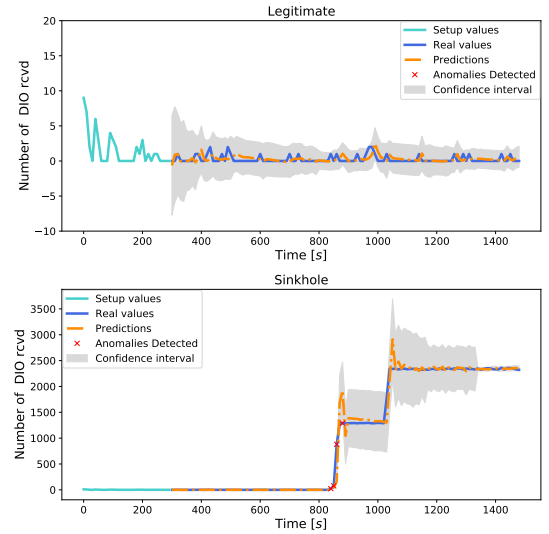 Legitimate
20
15
10
5
0
−5
−10
Number of DIO rcvd
Setup values
Real values
Predictions
Anomalies Detected
Confidence interval
0 200 400 600 800 1000 1200 1400
Time [s]
Sinkhole
3500
3000
2500
2000
1500
1000
500
0
Number of DIO rcvd
Setup values
Real values
Predictions
Anomalies Detected
Confidence interval
0 200 400 600 800 1000 1200 1400
Time [s]